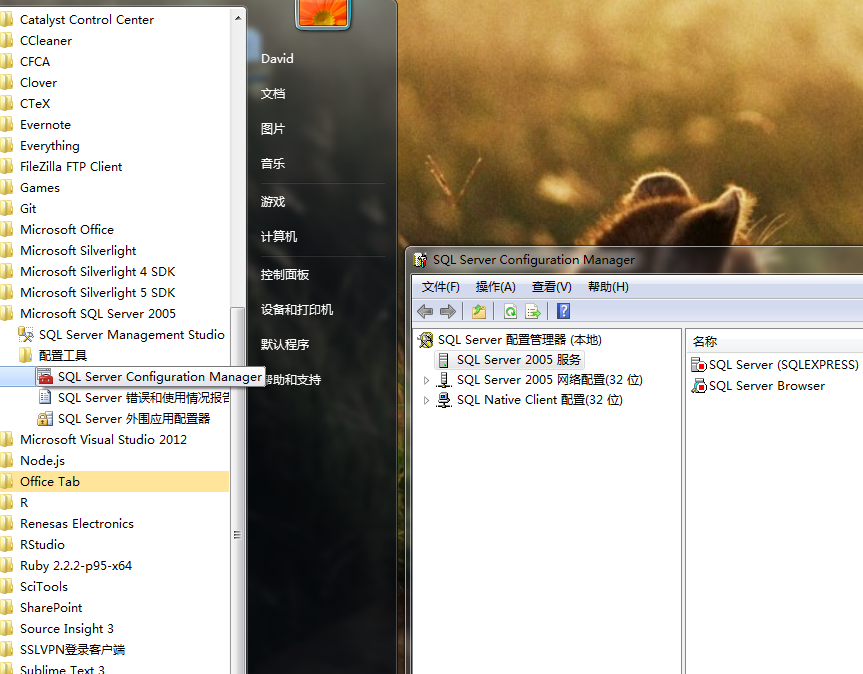 Catalyst Control Center
CCleaner
CFCA
Clover
CTeX
Evernote
Everything
FileZilla FTP Client
Games
Git
Microsoft Office
Microsoft Silverlight
Microsoft Silverlight 4 SDK
Microsoft Silverlight 5 SDK
Microsoft SQL Server 2005
SQL Server Management Studio
配置工具
SQL Server Configuration Manager
SQL Server 错误和使用情况报告
SQL Server 外围应用配置器
Microsoft Visual Studio 2012
Node.js
Office Tab
R
Renesas Electronics
RStudio
Ruby 2.2.2-p95-x64
SciTools
SharePoint
Source Insight 3
SSLVPN登录客户端
Sublime Text 3
David
文档
图片
音乐
游戏
计算机
控制面板
设备和打印机
默认程序
帮助和支持
SQL Server Configuration Manager
文件(F) 操作(A) 查看(V) 帮助(H)
SQL Server 配置管理器 (本地)
SQL Server 2005 服务
SQL Server 2005 网络配置(32 位)
SQL Native Client 配置(32 位)
名称
SQL Server (SQLEXPRESS)
SQL Server Browser